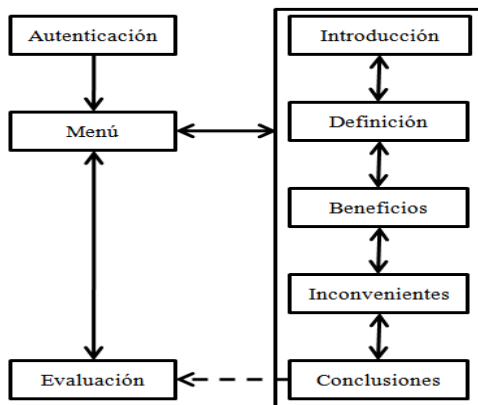 Autenticación
Menú
Evaluación
Introducción
Definición
Beneficios
Inconvenientes
Conclusiones